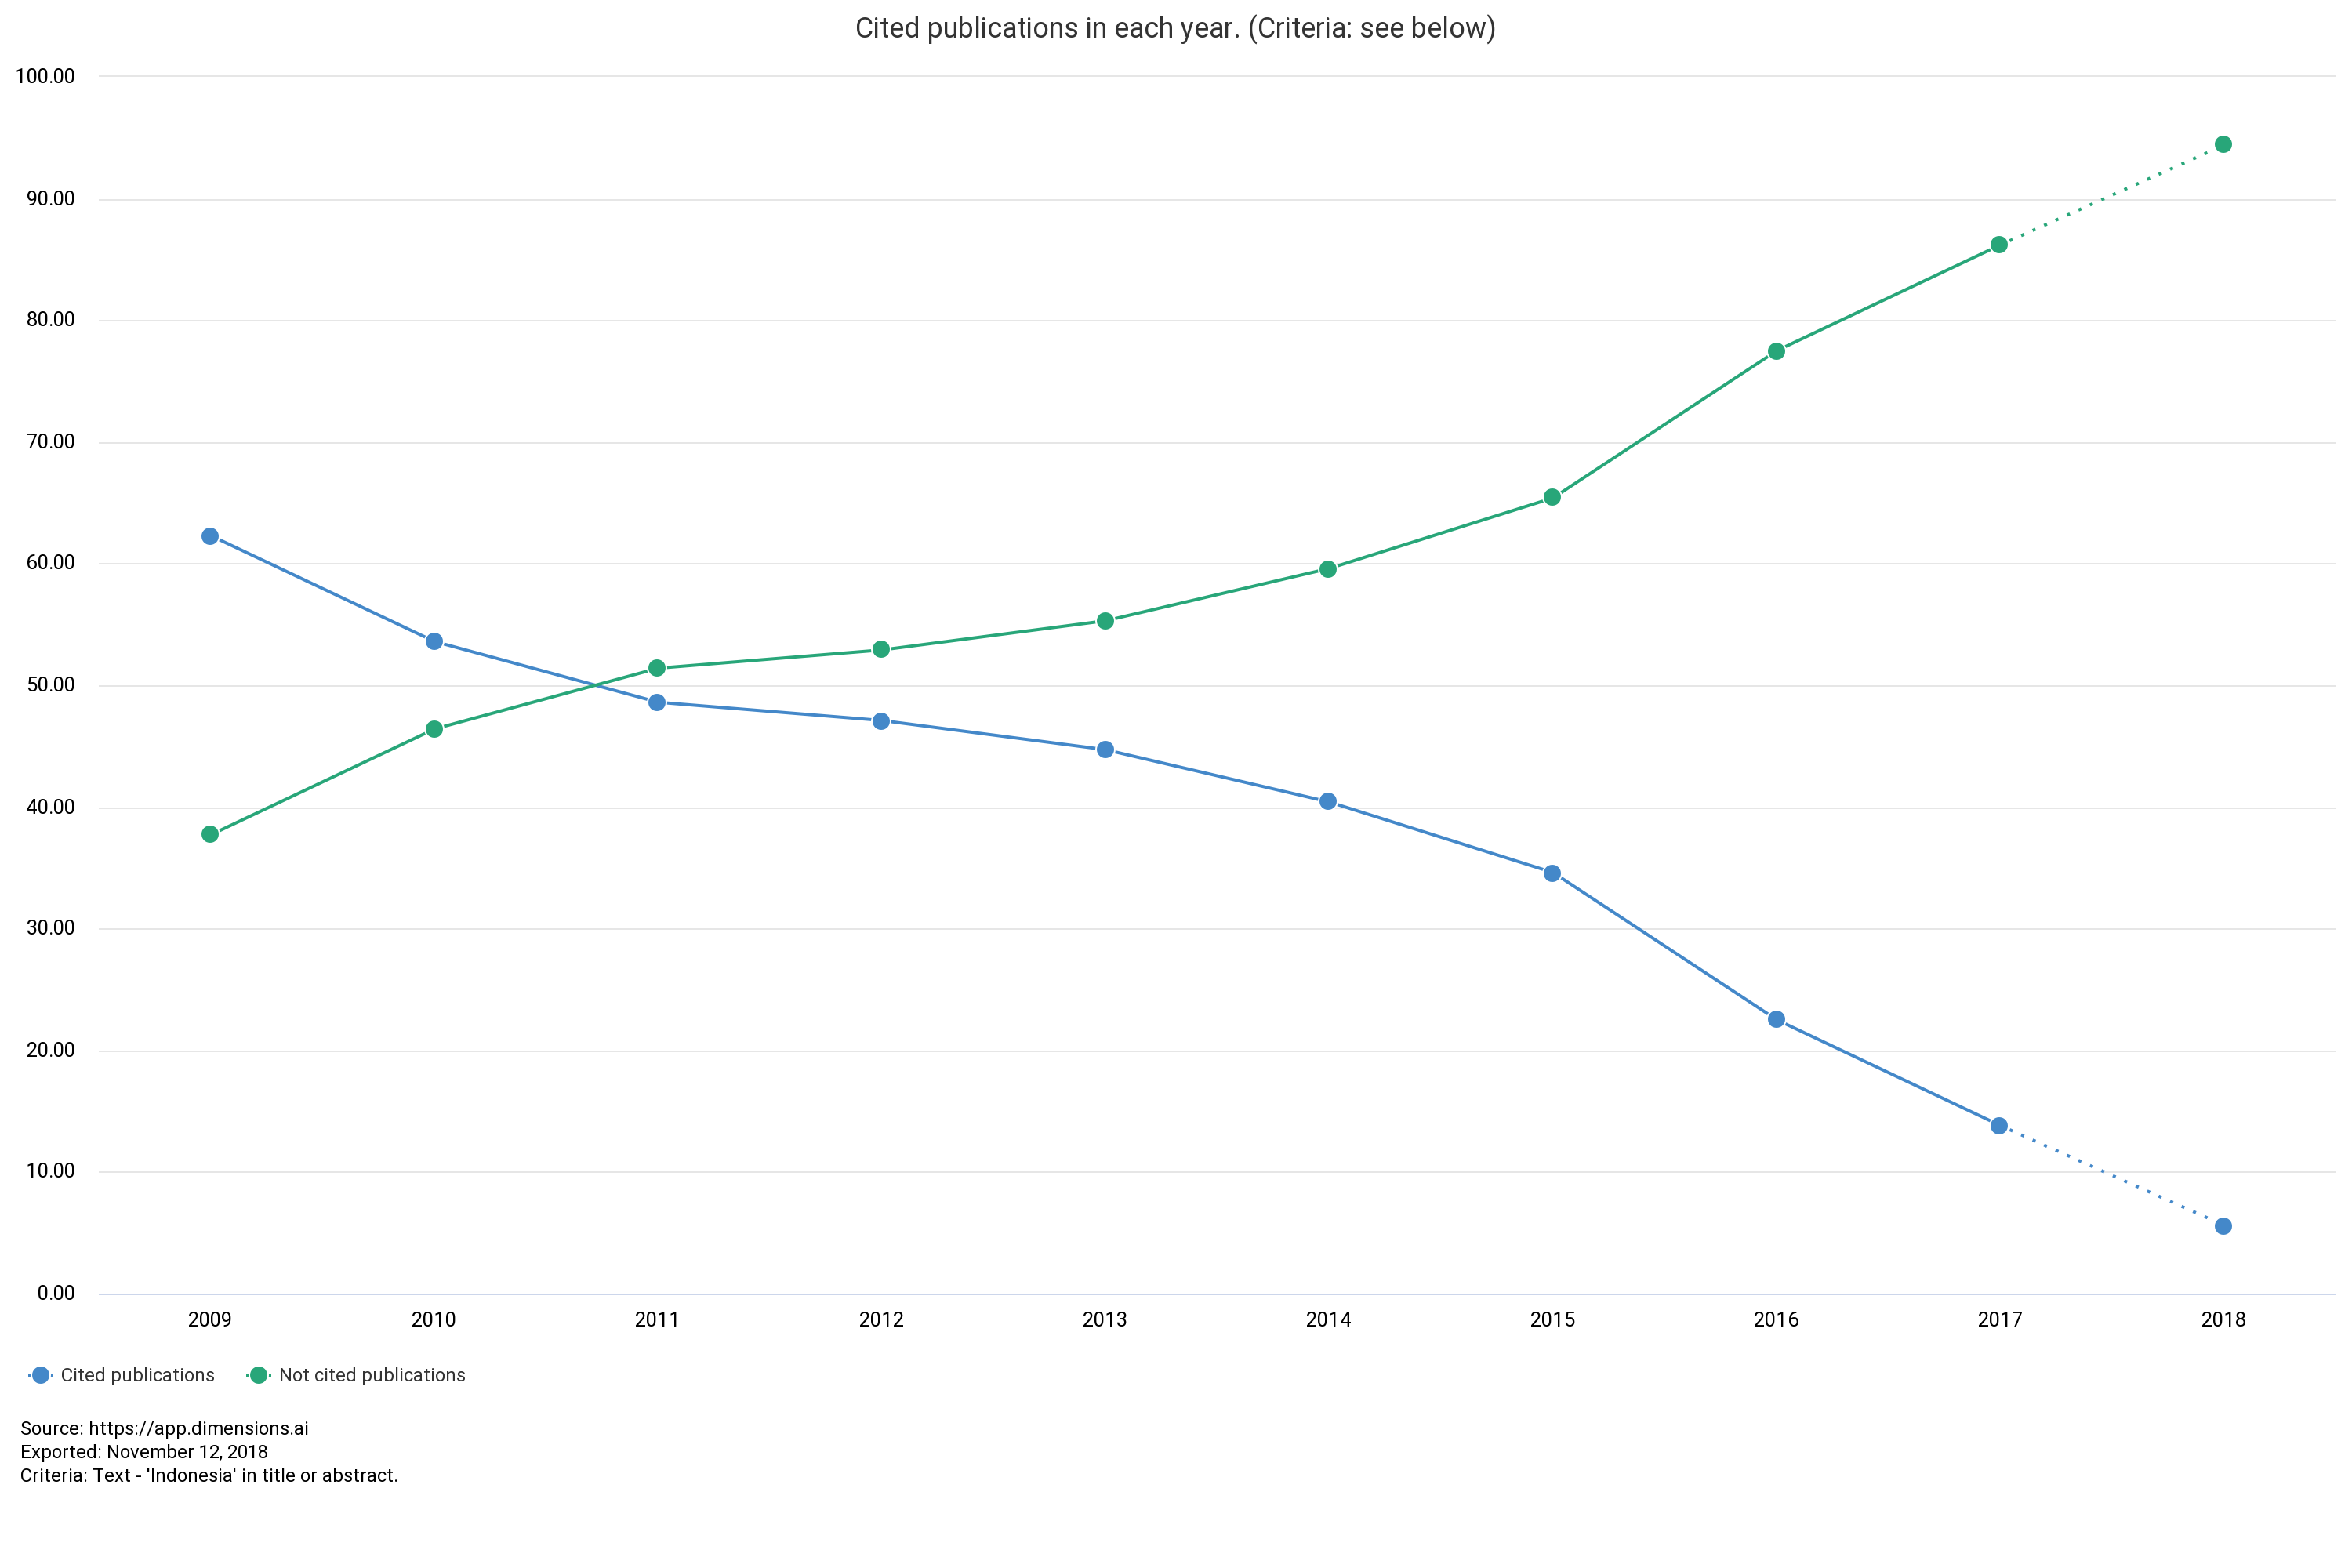 Cited publications in each year. (Criteria: see below)
100.00
90.00
80.00
70.00
60.00
50.00
40.00
30.00
20.00
10.00
0.00
2009 2010 2011 2012 2013 2014 2015 2016 2017 2018
Cited publications Not cited publications
Source: https://app.dimensions.ai
Exported: November 12, 2018
Criteria: Text - 'Indonesia' in title or abstract.